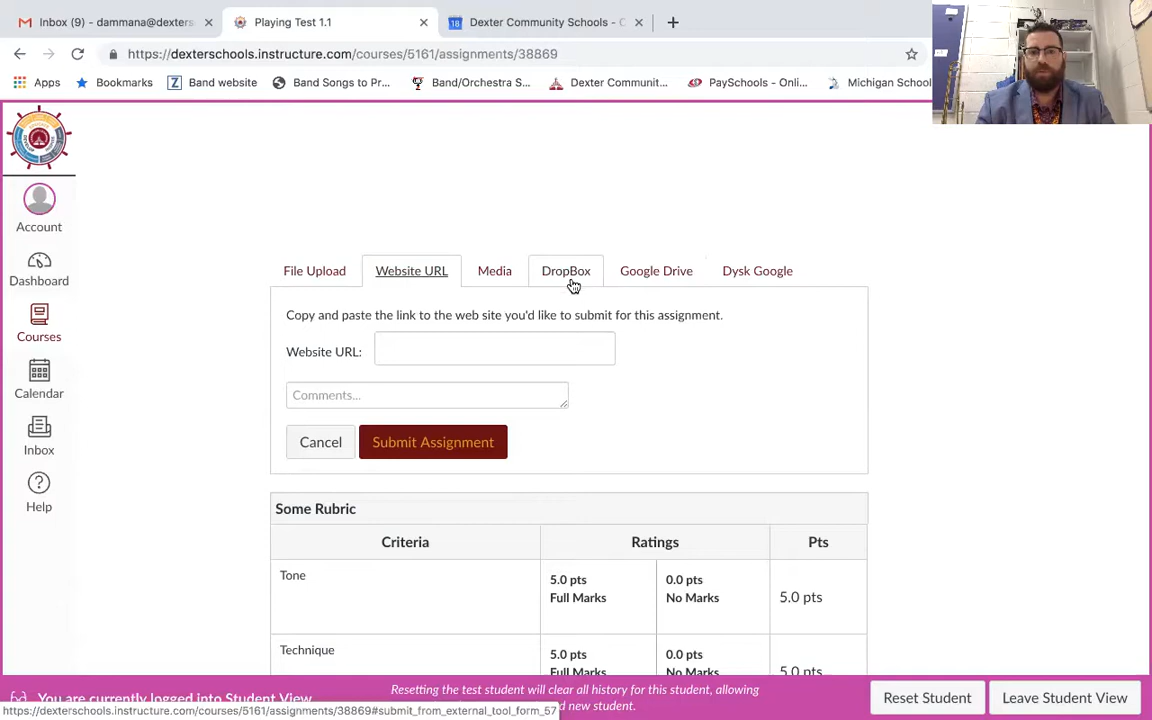 Inbox (9) - dammana@dexters
Playing Test 1.1
Dexter Community Schools - C
https://dexterschools.instructure.com/courses/5161/assignments/38869
Apps
Bookmarks
Band website
Band Songs to Pr...
Band/Orchestra S...
Dexter Communit...
PaySchools - Onli...
Michigan School
Account
Dashboard
Courses
Calendar
Inbox
Help
File Upload
Website URL
Media
DropBox
Google Drive
Dysk Google
Copy and paste the link to the web site you'd like to submit for this assignment.
Website URL:
Comments...
Cancel
Submit Assignment
Some Rubric
Criteria
Ratings
Pts
Tone
5.0 pts
Full Marks
0.0 pts
No Marks
5.0 pts
Technique
5.0 pts
Full Marks
0.0 pts
No Marks
5.0 pts
You are currently logged into Student View
Resetting the test student will clear all history for this student, allowing
nd new student.
Reset Student
Leave Student View
https://dexterschools.instructure.com/courses/5161/assignments/38869#submit_from_external_tool_form_57